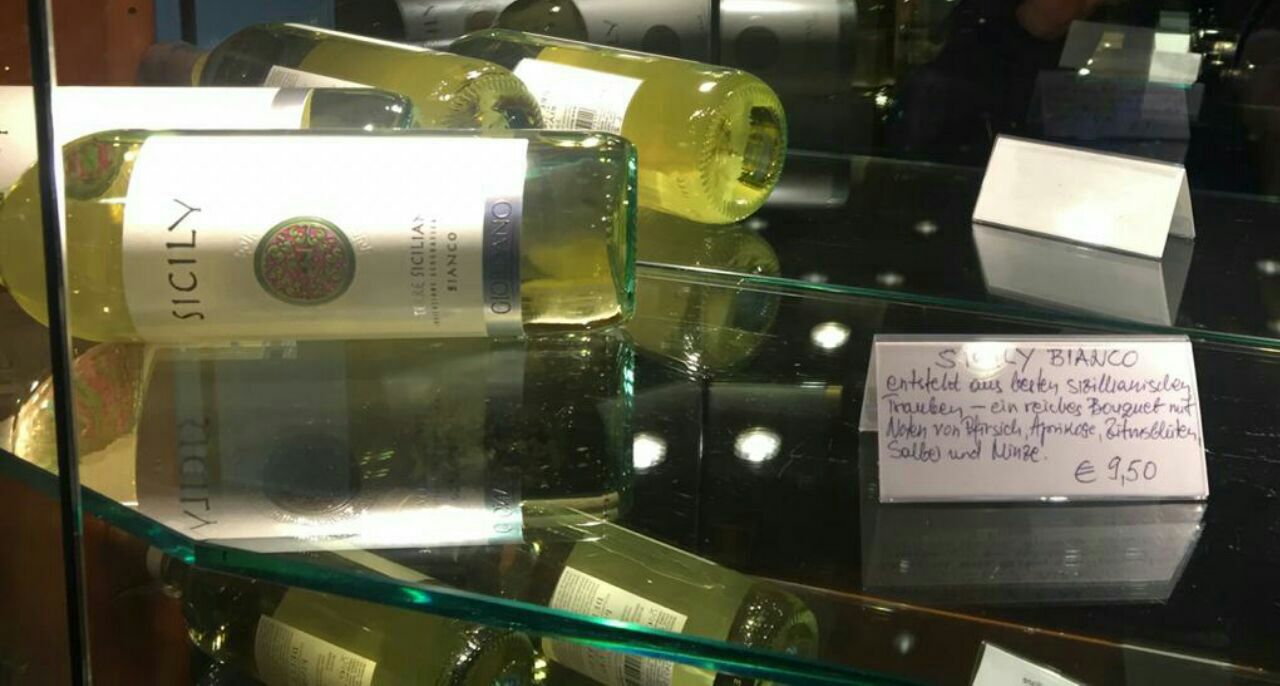 SICILY
TERRE SICILIANE
BIANCO
GIORDANO
SICILY BIANCO
entsteht aus besten sizilianischen
Trauben – ein reiches Bouquet mit
Noten von Pfirsich, Aprikose, Zitrusblüten,
Salbei und Minze.
€ 9,50